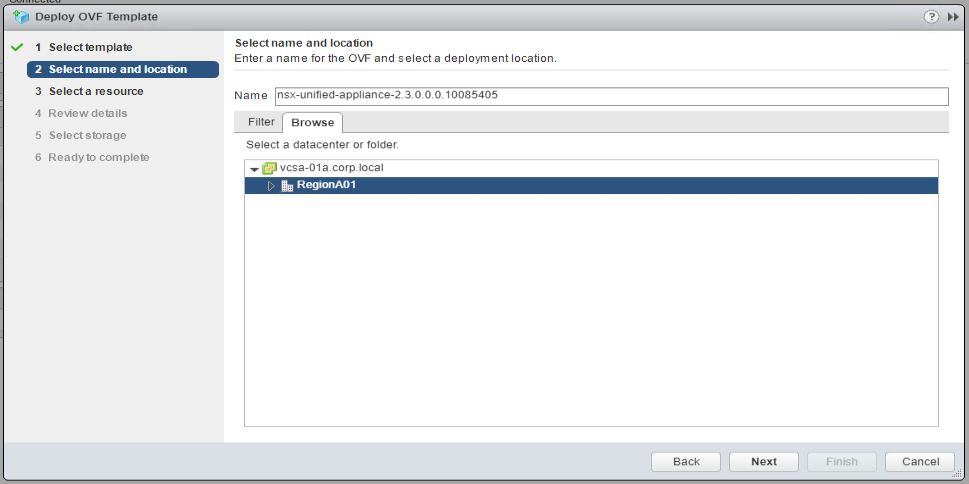 Connected
Deploy OVF Template
?
1 Select template
2 Select name and location
3 Select a resource
4 Review details
5 Select storage
6 Ready to complete
Select name and location
Enter a name for the OVF and select a deployment location.
Name nsx-unified-appliance-2.3.0.0.0.10085405
Filter Browse
Select a datacenter or folder.
vcsa-01a.corp.local
RegionA01
Back Next Finish Cancel